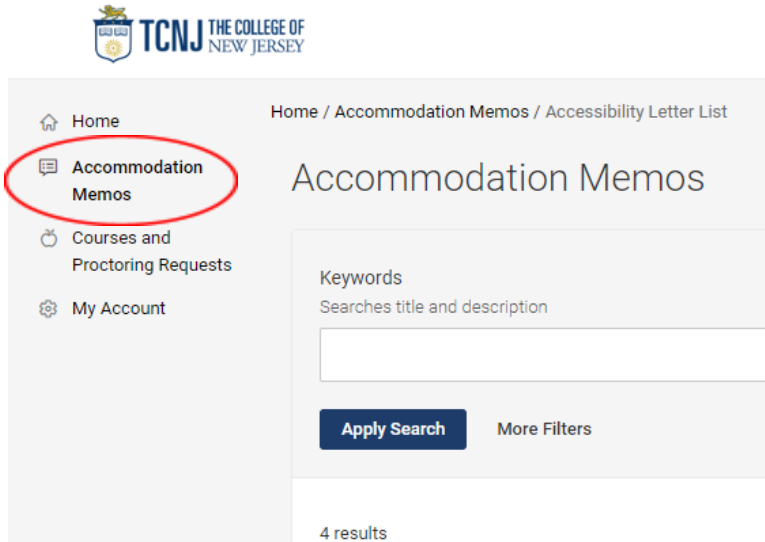 TCNJ THE COLLEGE OF
NEW JERSEY
Home
Accommodation
Memos
Courses and
Proctoring Requests
My Account
Home / Accommodation Memos / Accessibility Letter List
Accommodation Memos
Keywords
Searches title and description
Apply Search
More Filters
4 results